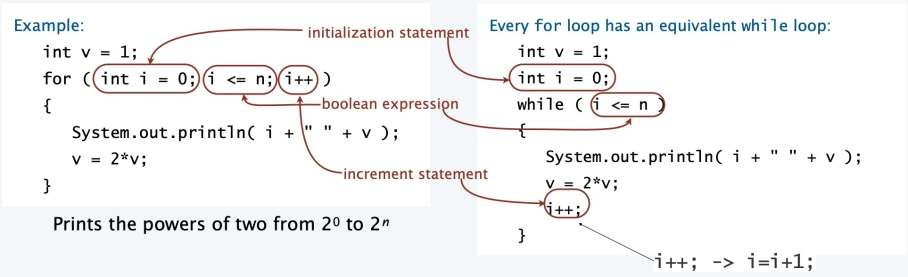 Example:
int v = 1;
for ( int i = 0; i <= n; i++ )
{
System.out.println( i + " " + v );
v = 2*v;
}
Prints the powers of two from 2⁰ to 2ⁿ
initialization statement
boolean expression
increment statement
Every for loop has an equivalent while loop:
int v = 1;
int i = 0;
while ( i <= n )
{
System.out.println( i + " " + v );
v = 2*v;
i++;
}
i++; -> i=i+1;